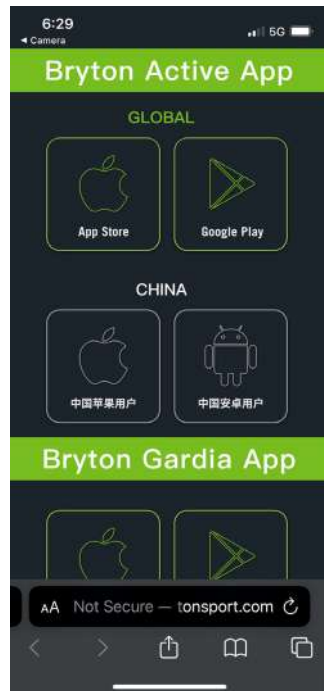 6:29
5G
◄ Camera
Bryton Active App
GLOBAL
App Store
Google Play
CHINA
中国苹果用户
中国安卓用户
Bryton Gardia App
AA Not Secure — tonsport.com